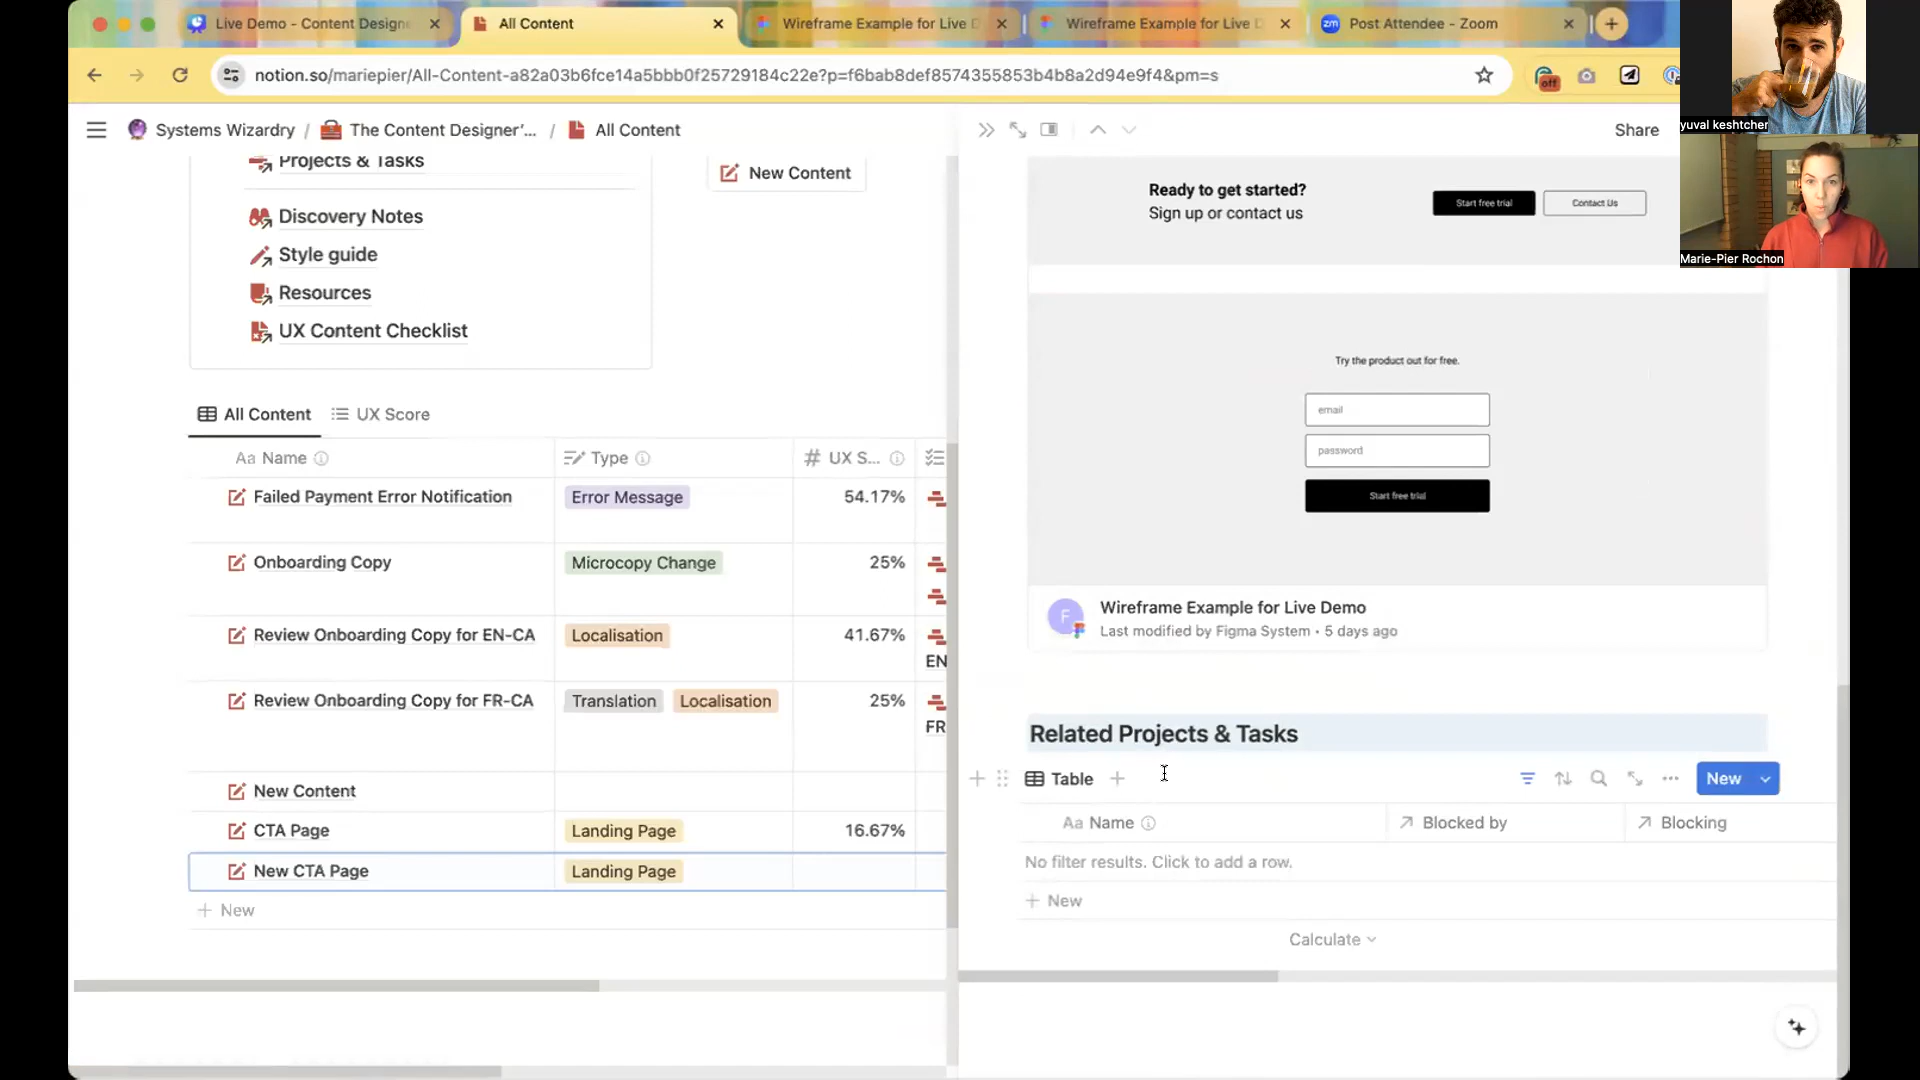 Live Demo - Content Designe
All Content
Wireframe Example for Live D
Wireframe Example for Live D
zm
Post Attendee - Zoom
notion.so/mariepier/All-Content-a82a03b6fce14a5bbb0f25729184c22e?p=f6bab8def8574355853b4b8a2d94e9f4&pm=s
off
yuval keshtcher
Marie-Pier Rochon
Systems Wizardry / The Content Designer'... / All Content
Share
Projects & Tasks
New Content
Discovery Notes
Style guide
Resources
UX Content Checklist
All Content
UX Score
Aa Name
Type
# UX S...
Failed Payment Error Notification
Error Message
54.17%
Onboarding Copy
Microcopy Change
25%
Review Onboarding Copy for EN-CA
Localisation
41.67%
EN
Review Onboarding Copy for FR-CA
Translation
Localisation
25%
FR
New Content
CTA Page
Landing Page
16.67%
New CTA Page
Landing Page
+ New
Ready to get started?
Sign up or contact us
Start free trial
Contact Us
Try the product out for free.
email
password
Start free trial
F
Wireframe Example for Live Demo
Last modified by Figma System • 5 days ago
Related Projects & Tasks
Table
New
Aa Name
Blocked by
Blocking
No filter results. Click to add a row.
+ New
Calculate